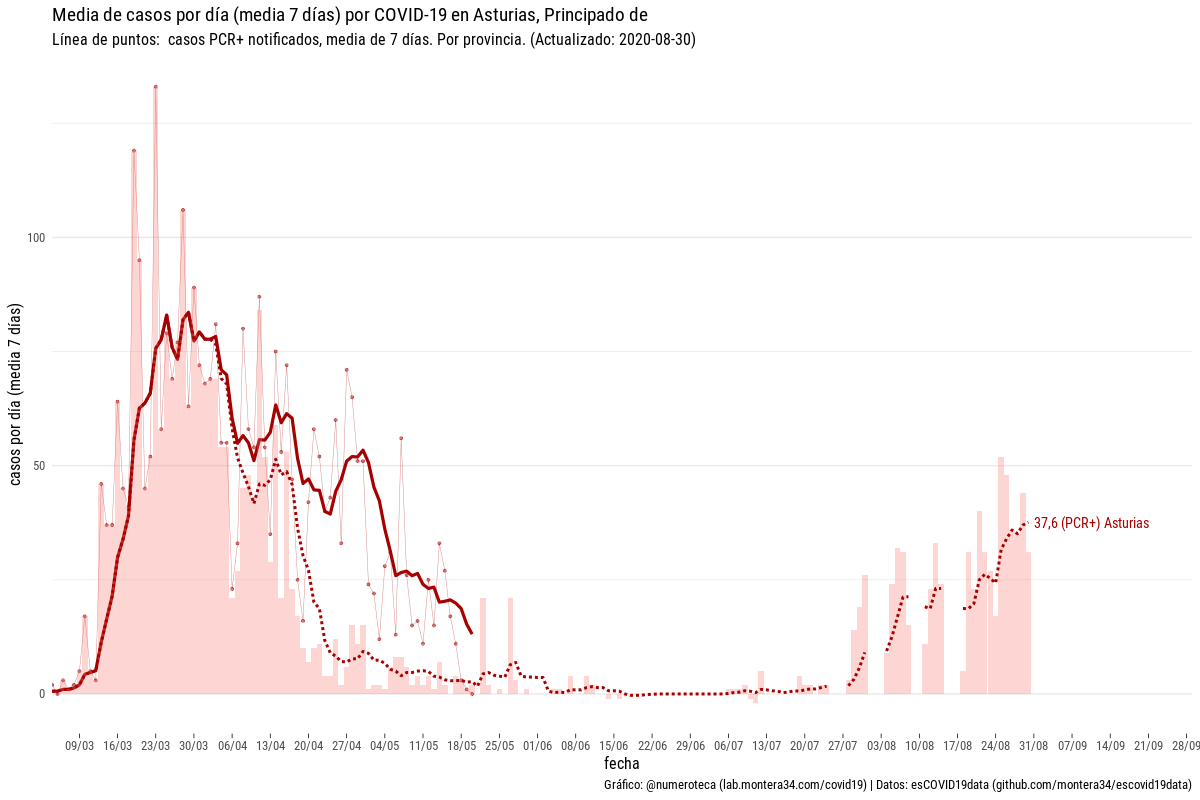 Media de casos por día (media 7 días) por COVID-19 en Asturias, Principado de
Línea de puntos:  casos PCR+ notificados, media de 7 días. Por provincia. (Actualizado: 2020-08-30)
casos por día (media 7 días)
100
50
0
37,6 (PCR+) Asturias
09/03 16/03 23/03 30/03 06/04 13/04 20/04 27/04 04/05 11/05 18/05 25/05 01/06 08/06 15/06 22/06 29/06 06/07 13/07 20/07 27/07 03/08 10/08 17/08 24/08 31/08 07/09 14/09 21/09 28/09
fecha
Gráfico: @numeroteca (lab.montera34.com/covid19) | Datos: esCOVID19data (github.com/montera34/escovid19data)